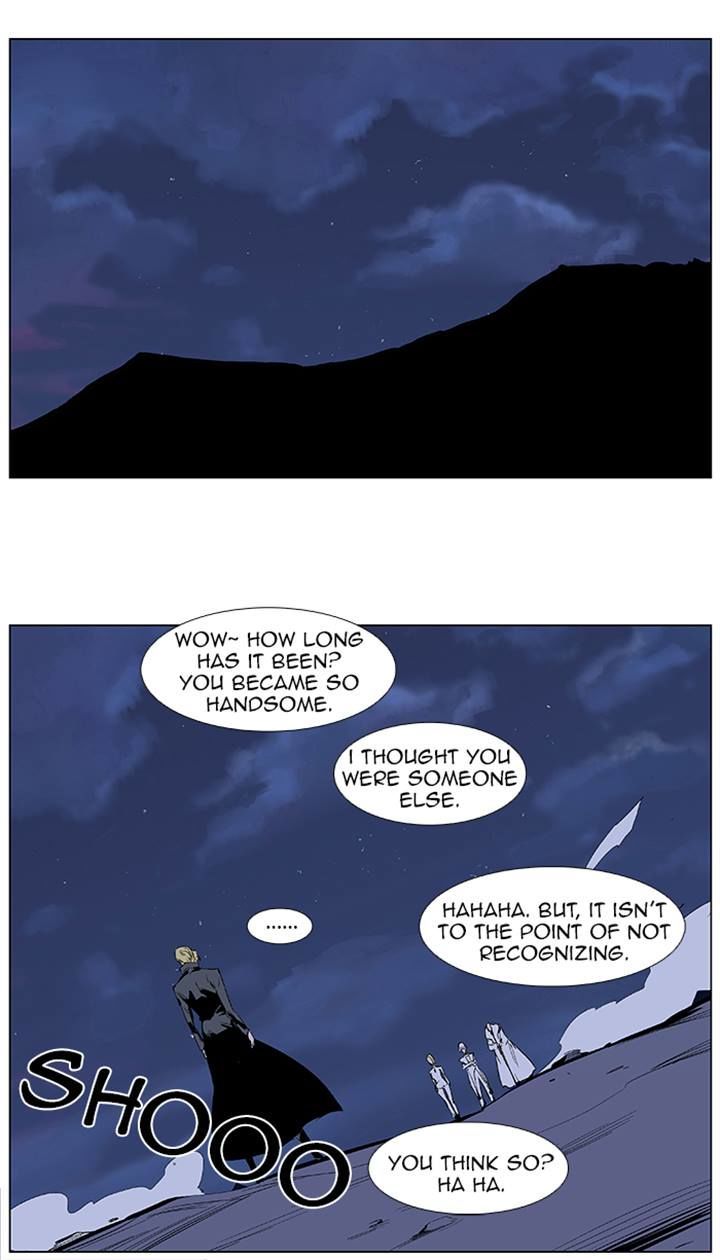 WOW~ HOW LONG
HAS IT BEEN?
YOU BECAME SO
HANDSOME.
I THOUGHT YOU
WERE SOMEONE
ELSE.
......
HAHAHA. BUT, IT ISN'T
TO THE POINT OF NOT
RECOGNIZING.
SHOOO
YOU THINK SO?
HA HA.